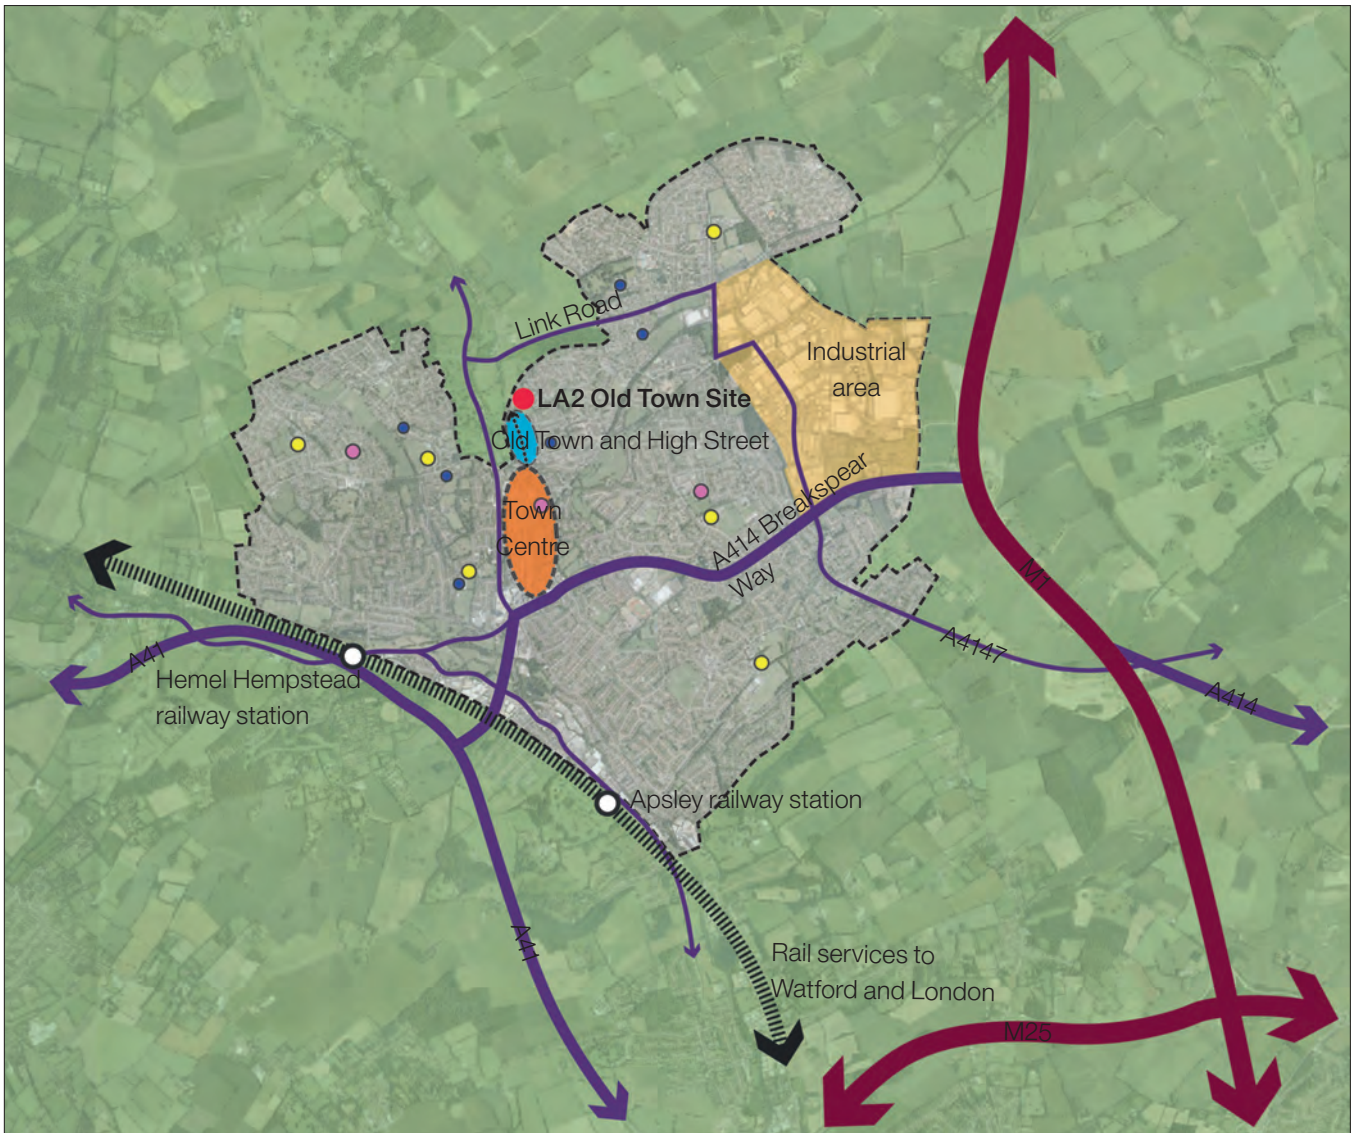 Link Road
Industrial
area
LA2 Old Town Site
Old Town and High Street
Town
Centre
A414 Breakspear
Way
M1
A4147
A41
Hemel Hempstead
railway station
A414
Apsley railway station
A41
Rail services to
Watford and London
M25